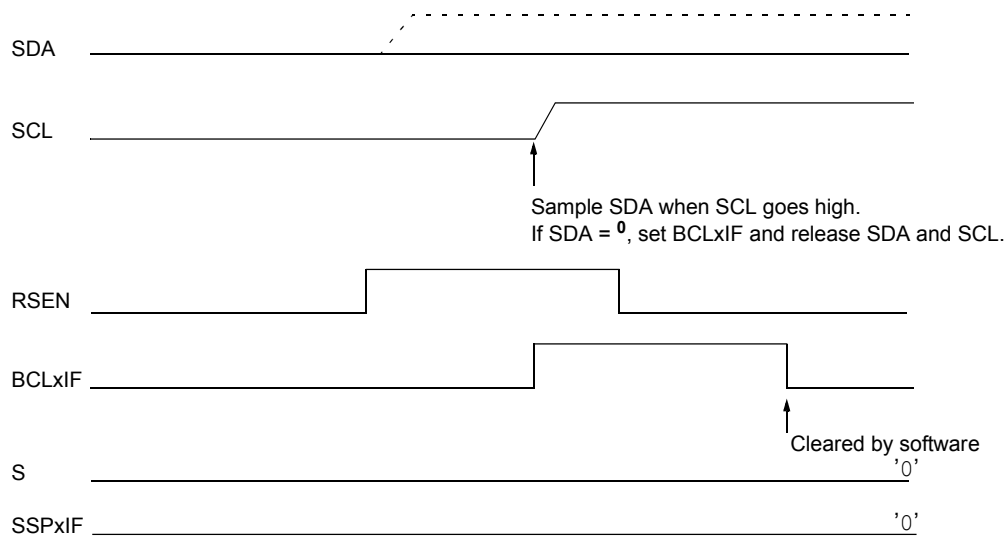 SDA
SCL
Sample SDA when SCL goes high.
If SDA = 0, set BCLxIF and release SDA and SCL.
RSEN
BCLxIF
Cleared by software
S
'0'
SSPxIF
'0'